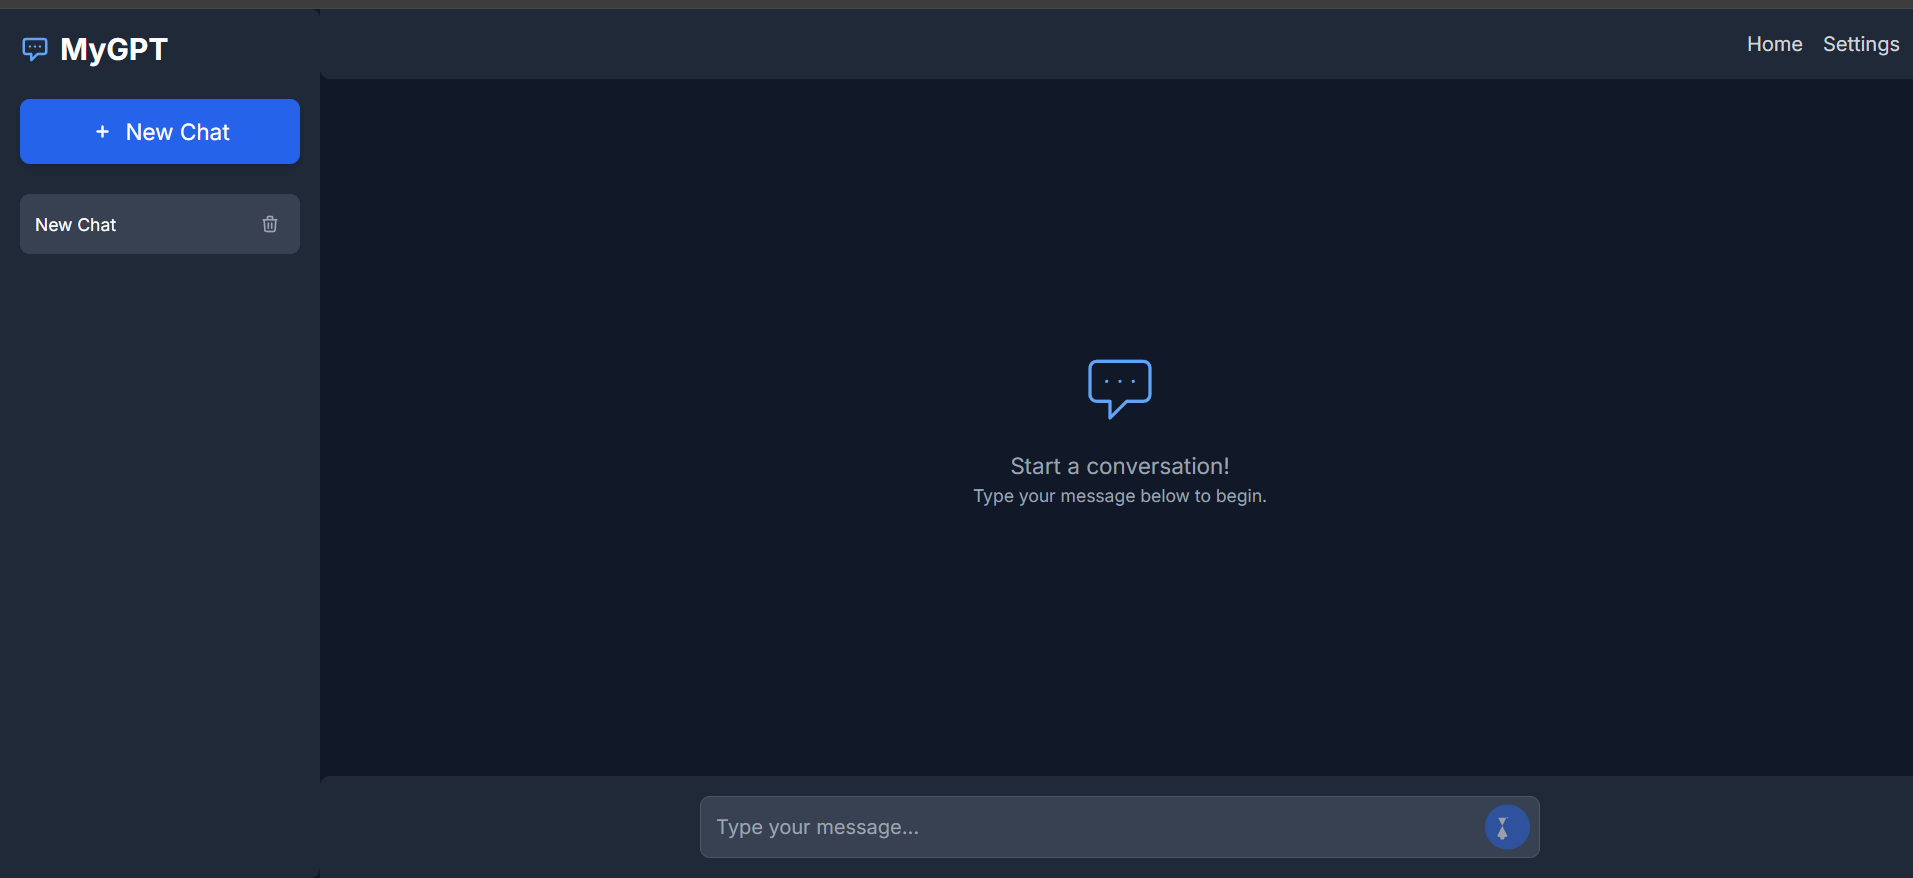 MyGPT
Home Settings
+ New Chat
New Chat
Start a conversation!
Type your message below to begin.
Type your message...